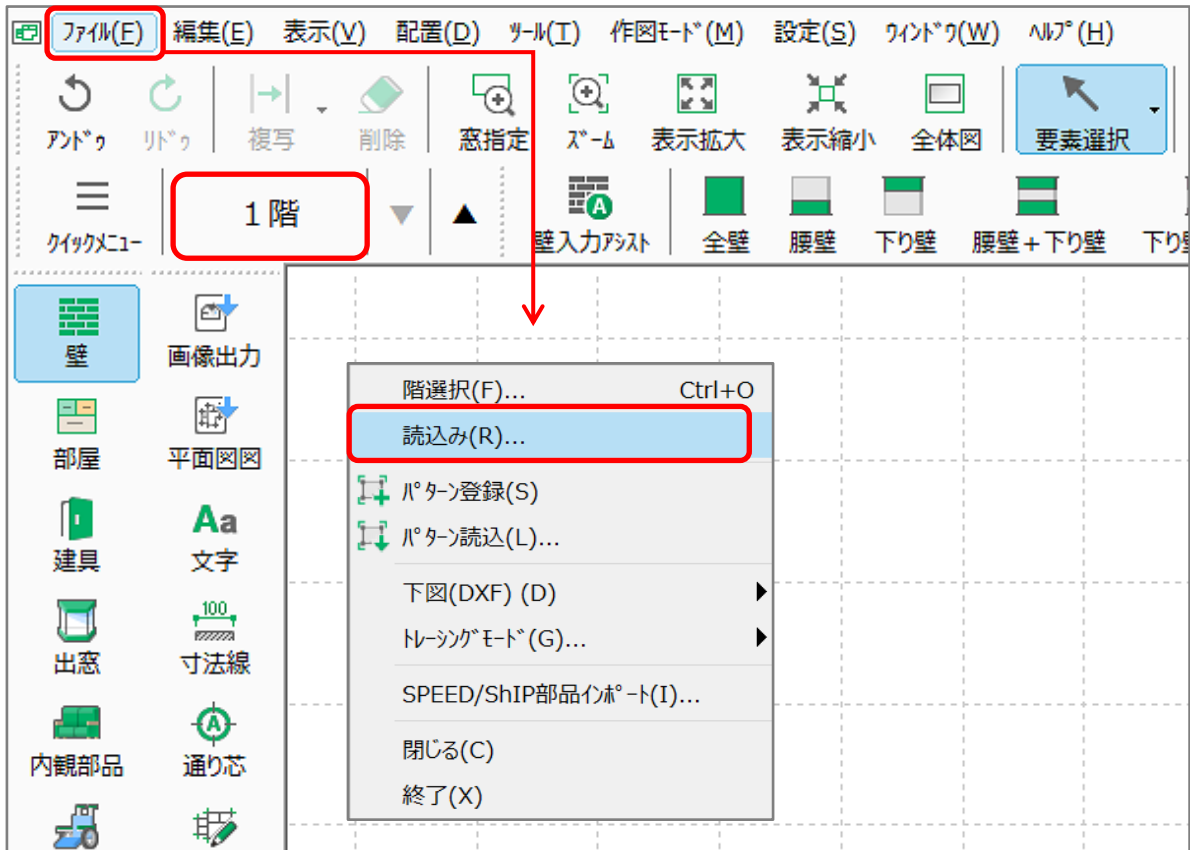 ﾌｧｲﾙ(F) 編集(E) 表示(V) 配置(D) ﾂｰﾙ(T) 作図ﾓｰﾄﾞ(M) 設定(S) ｳｨﾝﾄﾞｳ(W) ﾍﾙﾌﾟ(H)
ｱﾝﾄﾞｩ ﾘﾄﾞｩ 複写 削除 窓指定 ｽﾞｰﾑ 表示拡大 表示縮小 全体図 要素選択
ｸｲｯｸﾒﾆｭｰ 1階 壁入力ｱｼｽﾄ 全壁 腰壁 下り壁 腰壁+下り壁 下り
壁 画像出力
部屋 平面図図
建具 Aa 文字
出窓 100 寸法線
内観部品 A 通り芯
階選択(F)... Ctrl+O
読込み(R)...
ﾊﾟﾀｰﾝ登録(S)
ﾊﾟﾀｰﾝ読込(L)...
下図(DXF) (D)
ﾄﾚｰｼﾝｸﾞﾓｰﾄﾞ(G)...
SPEED/ShIP部品ｲﾝﾎﾟｰﾄ(I)...
閉じる(C)
終了(X)